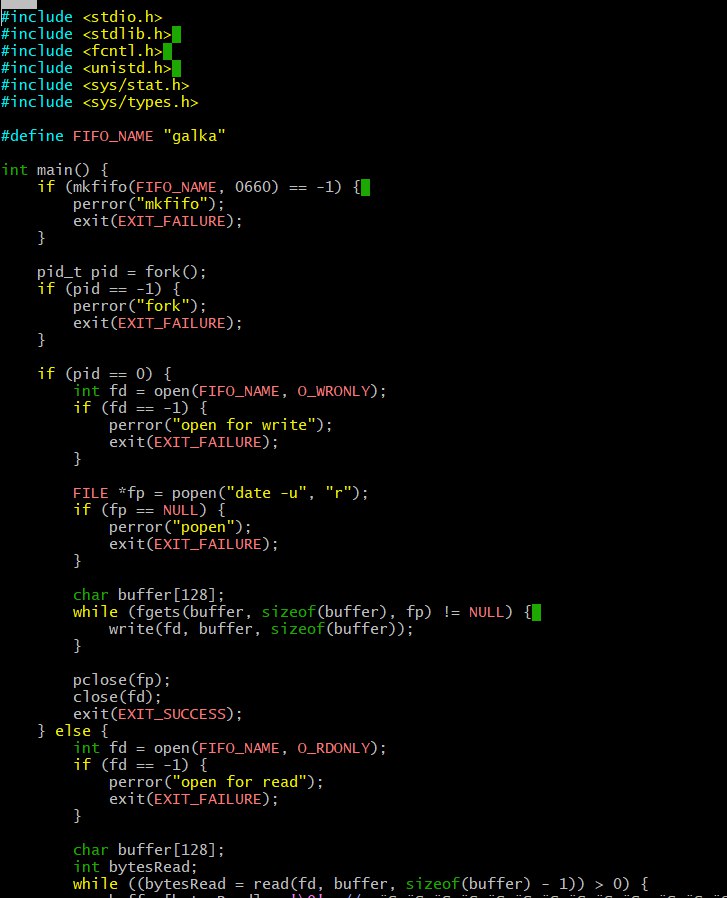 #include <stdio.h>
#include <stdlib.h>
#include <fcntl.h>
#include <unistd.h>
#include <sys/stat.h>
#include <sys/types.h>
#define FIFO_NAME "galka"
int main() {
    if (mkfifo(FIFO_NAME, 0660) == -1) {
        perror("mkfifo");
        exit(EXIT_FAILURE);
    }
    pid_t pid = fork();
    if (pid == -1) {
        perror("fork");
        exit(EXIT_FAILURE);
    }
    if (pid == 0) {
        int fd = open(FIFO_NAME, O_WRONLY);
        if (fd == -1) {
            perror("open for write");
            exit(EXIT_FAILURE);
        }
        FILE *fp = popen("date -u", "r");
        if (fp == NULL) {
            perror("popen");
            exit(EXIT_FAILURE);
        }
        char buffer[128];
        while (fgets(buffer, sizeof(buffer), fp) != NULL) {
            write(fd, buffer, sizeof(buffer));
        }
        pclose(fp);
        close(fd);
        exit(EXIT_SUCCESS);
    } else {
        int fd = open(FIFO_NAME, O_RDONLY);
        if (fd == -1) {
            perror("open for read");
            exit(EXIT_FAILURE);
        }
        char buffer[128];
        int bytesRead;
        while ((bytesRead = read(fd, buffer, sizeof(buffer) - 1)) > 0) {